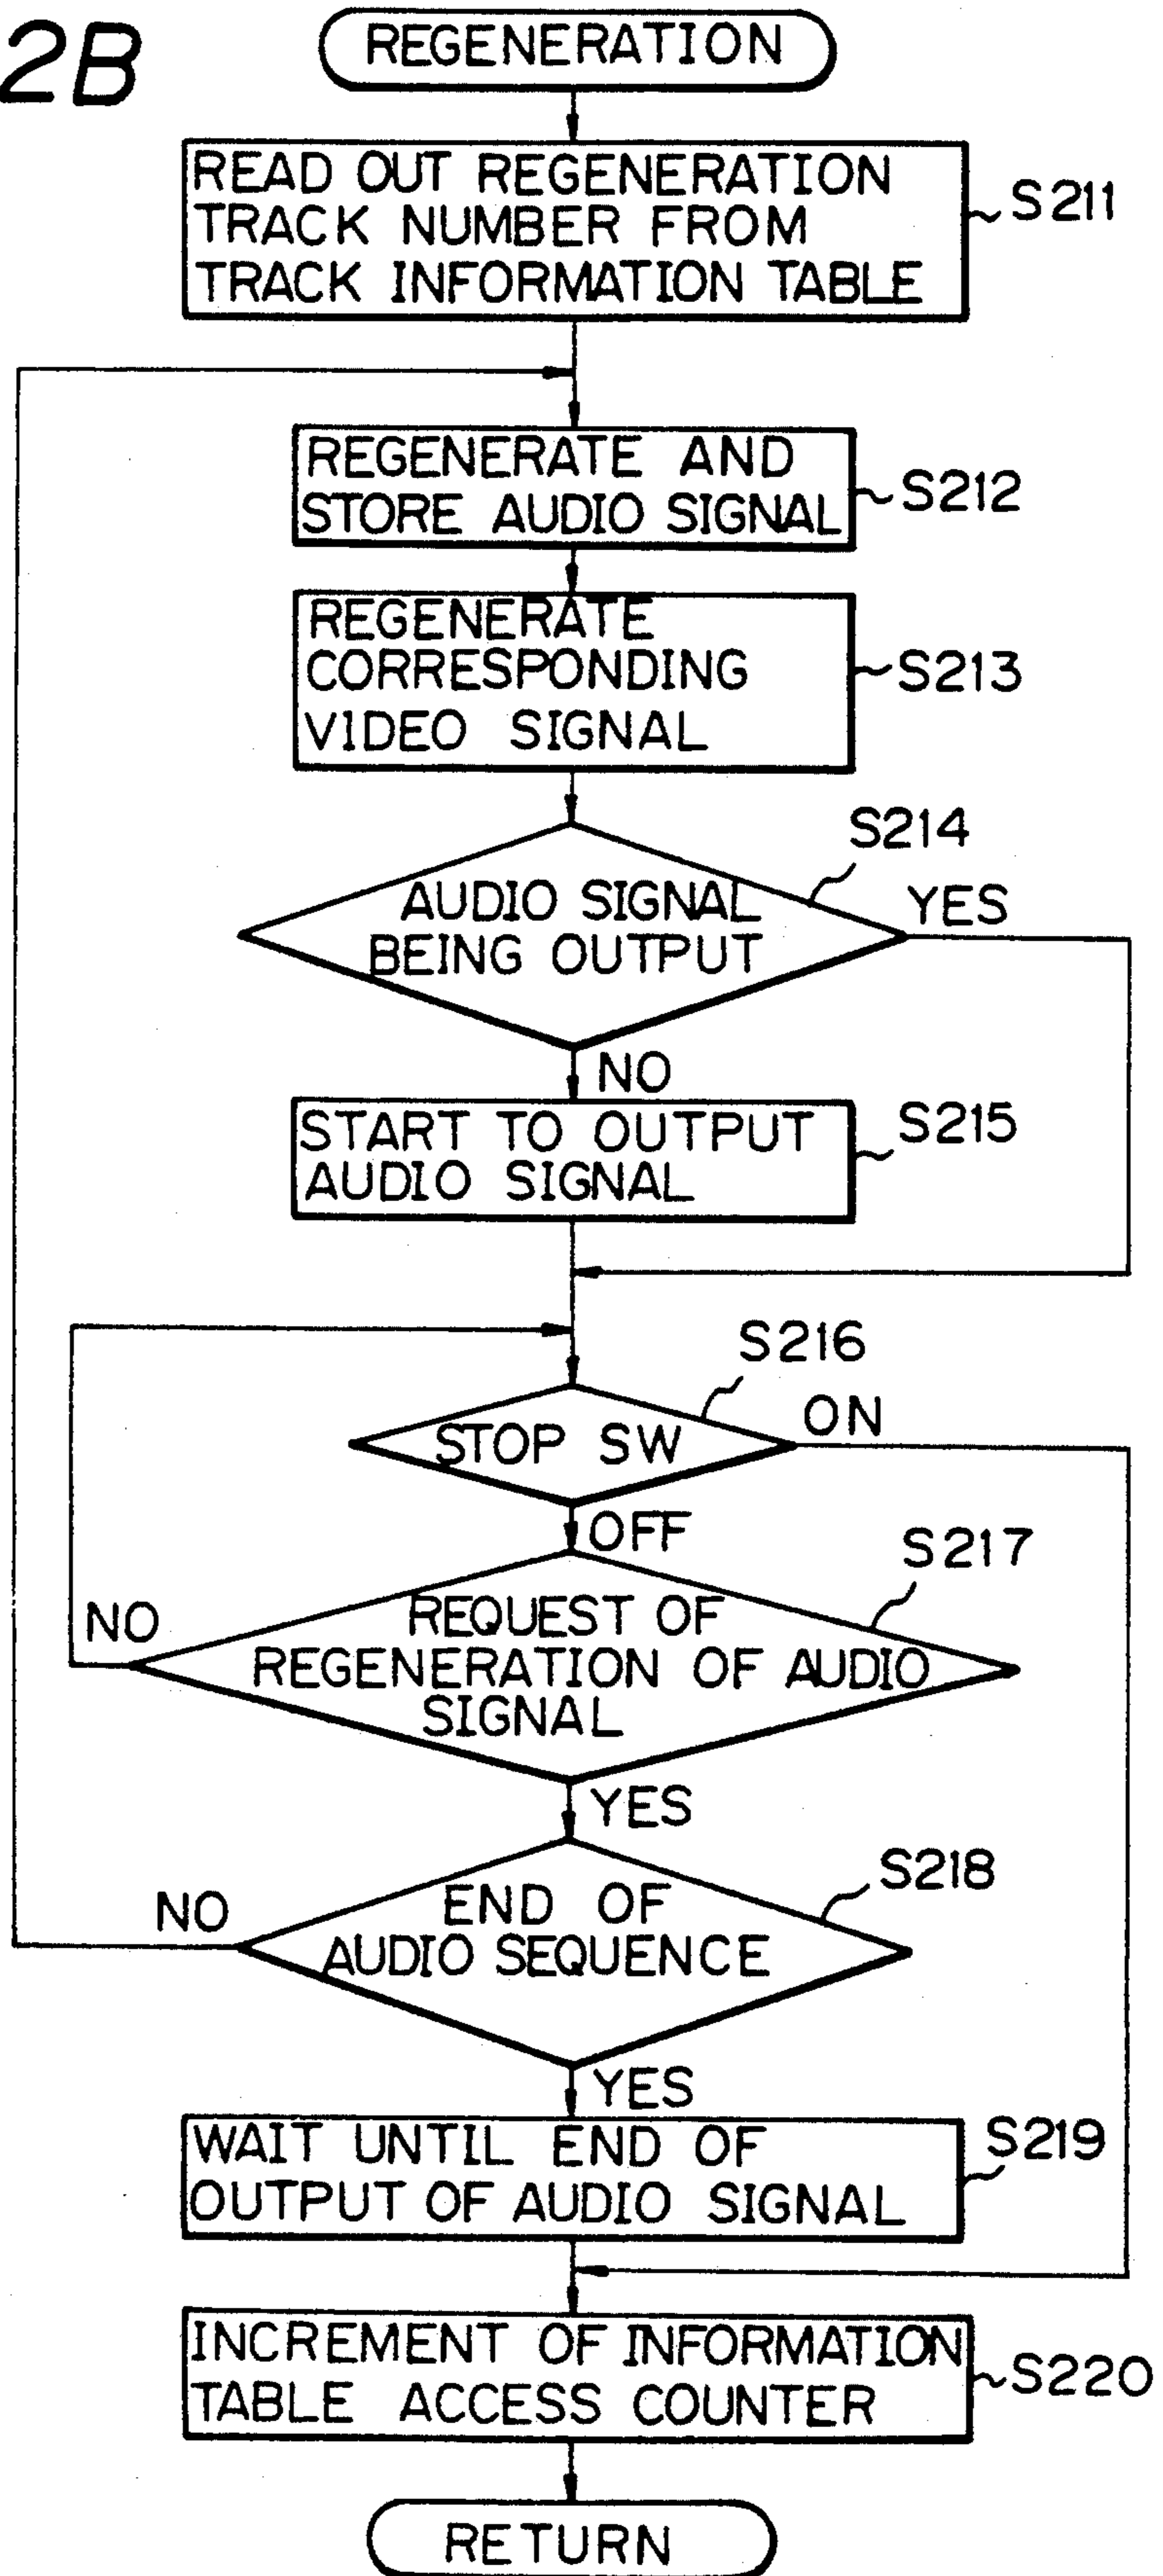 2B
REGENERATION
READ OUT REGENERATION
TRACK NUMBER FROM
TRACK INFORMATION TABLE
S211
REGENERATE AND
STORE AUDIO SIGNAL
S212
REGENERATE
CORRESPONDING
VIDEO SIGNAL
S213
S214
AUDIO SIGNAL
BEING OUTPUT
YES
NO
START TO OUTPUT
AUDIO SIGNAL
S215
S216
STOP SW
ON
OFF
S217
REQUEST OF
REGENERATION OF AUDIO
SIGNAL
NO
YES
S218
END OF
AUDIO SEQUENCE
NO
YES
WAIT UNTIL END OF
OUTPUT OF AUDIO SIGNAL
S219
INCREMENT OF INFORMATION
TABLE ACCESS COUNTER
S220
RETURN